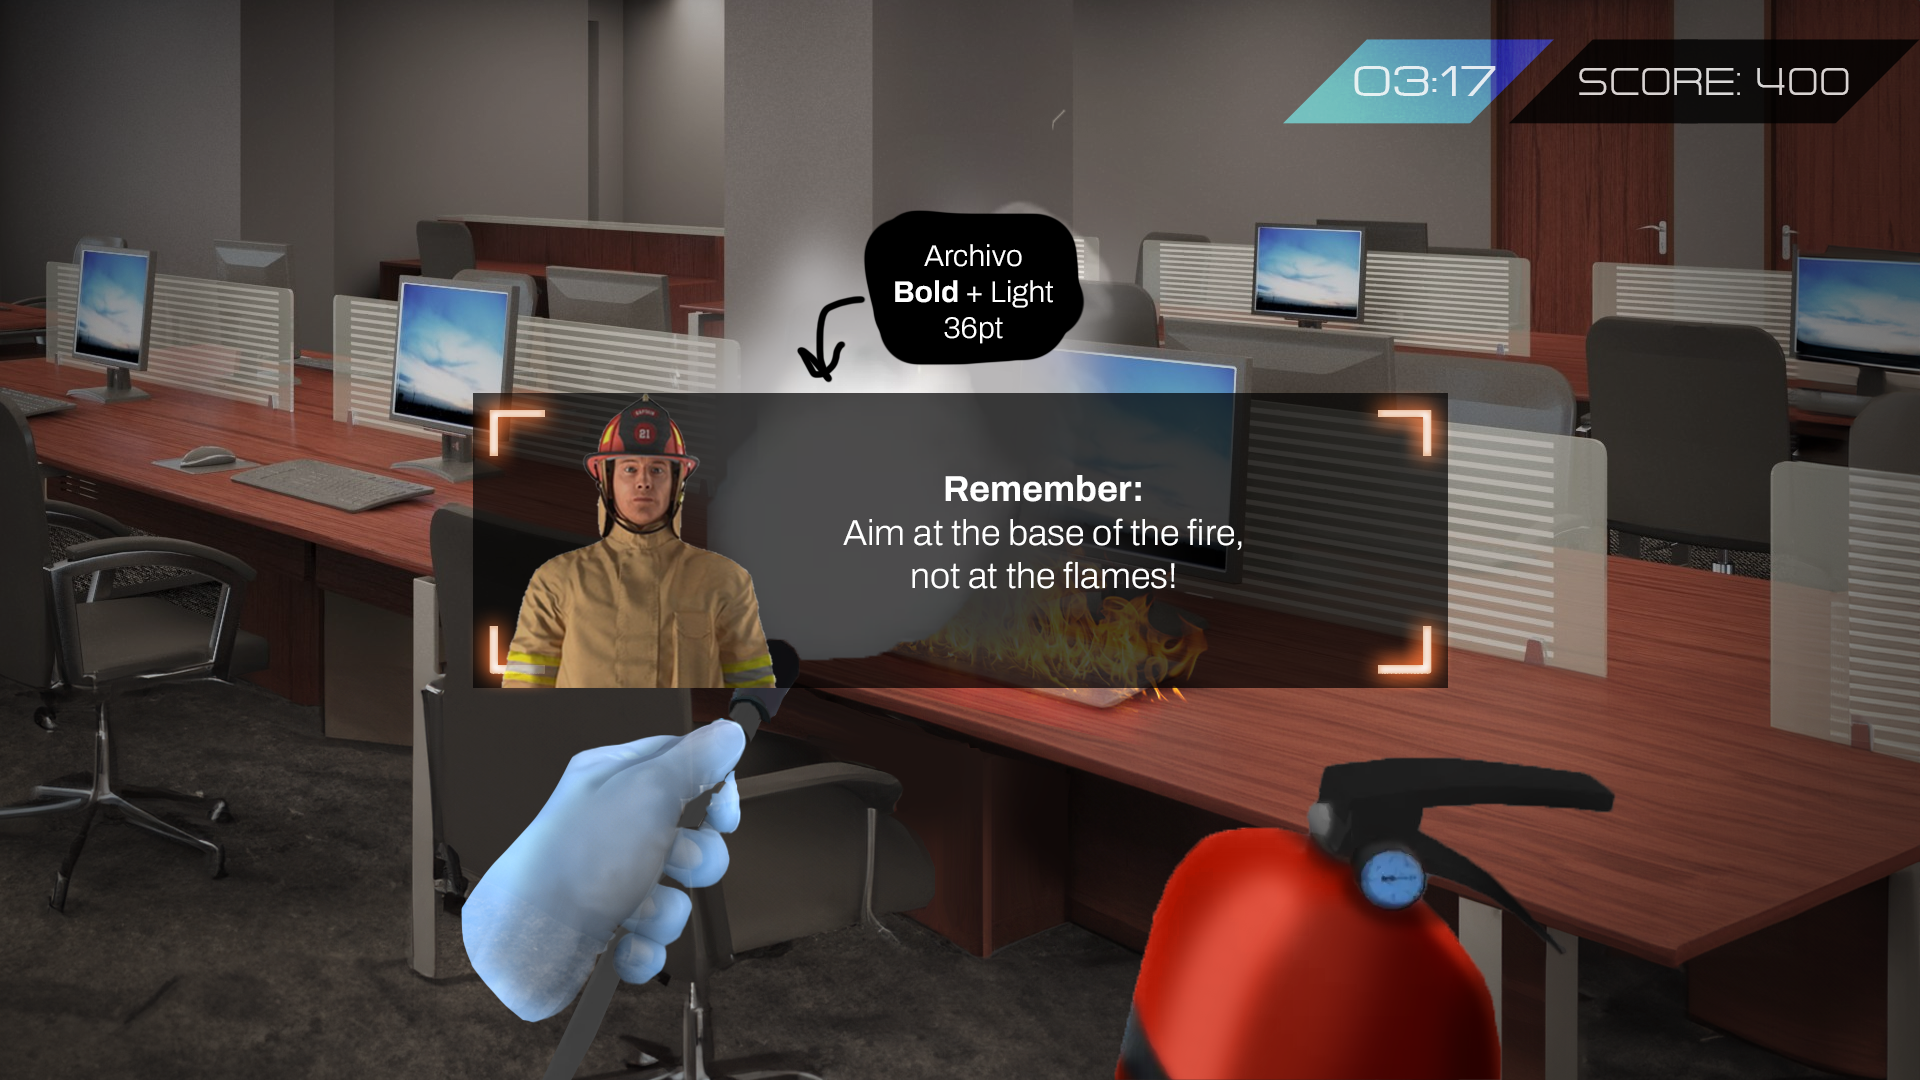 03:17
SCORE: 400
Archivo
Bold + Light
36pt
21
Remember:
Aim at the base of the fire,
not at the flames!